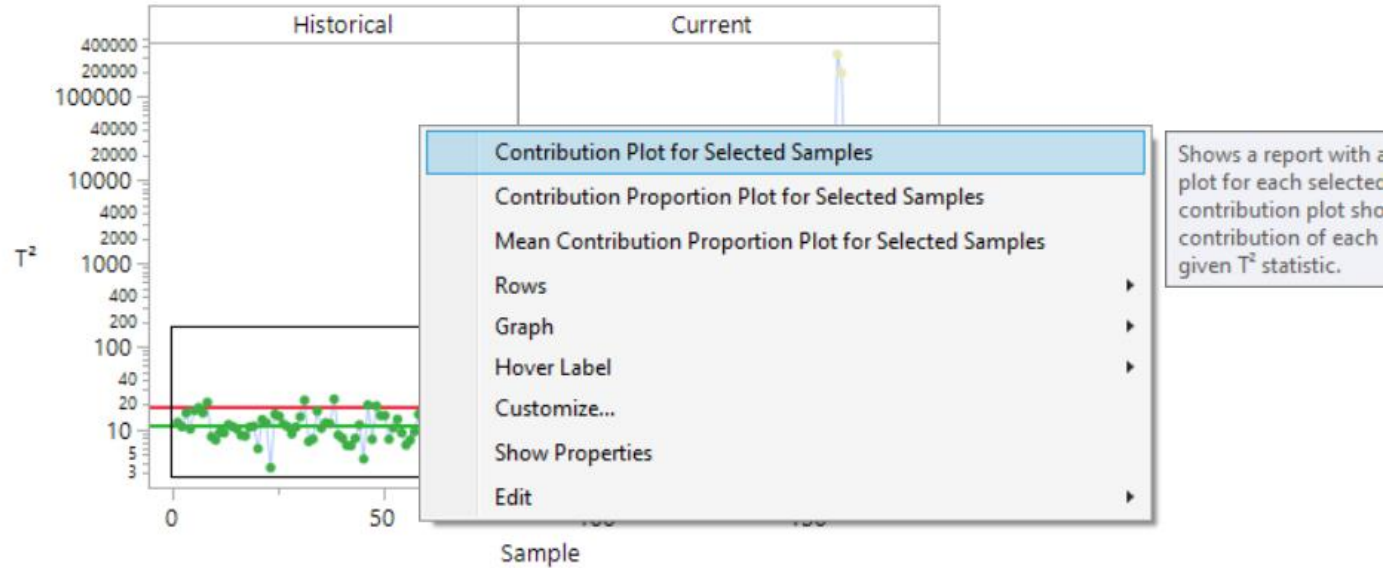 Historical Current
400000
200000
100000
40000
20000
10000
4000
2000
1000
400
200
100
40
20
10
5
3
T²
Contribution Plot for Selected Samples
Contribution Proportion Plot for Selected Samples
Mean Contribution Proportion Plot for Selected Samples
Rows
Graph
Hover Label
Customize...
Show Properties
Edit
Shows a report with a
plot for each selected
contribution plot sho
contribution of each
given T² statistic.
0 50
Sample